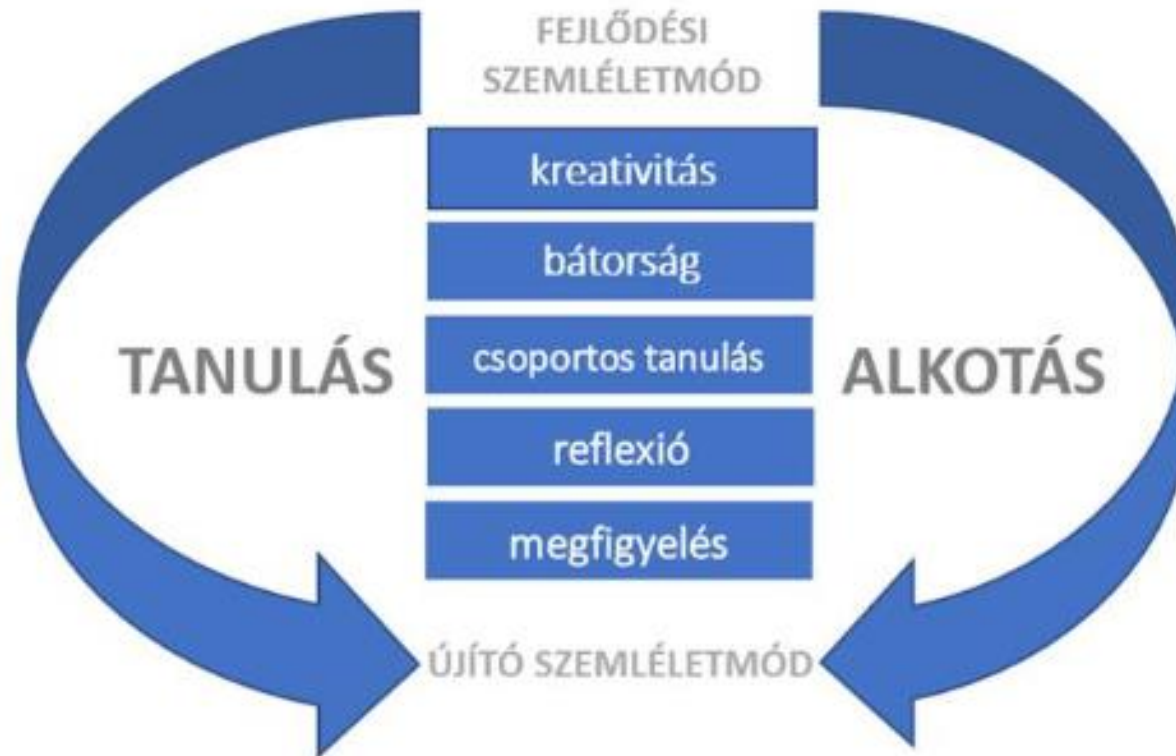 FEJLŐDÉSI
SZEMLÉLETMÓD
kreativitás
bátorság
TANULÁS
csoportos tanulás
ALKOTÁS
reflexió
megfigyelés
ÚJÍTÓ SZEMLÉLETMÓD